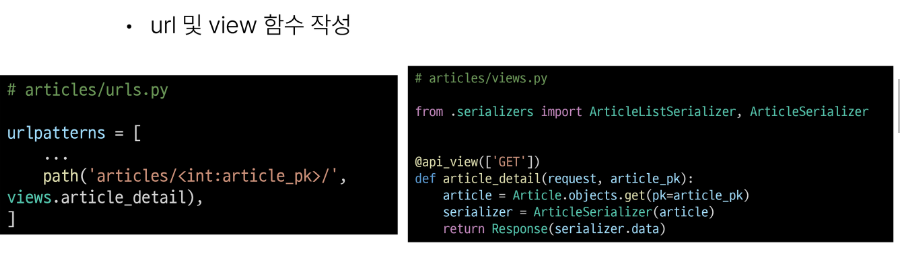 • url 및 view 함수 작성
# articles/urls.py
urlpatterns = [
    ...
    path('articles/<int:article_pk>/',
views.article_detail),
]
# articles/views.py
from .serializers import ArticleListSerializer, ArticleSerializer
@api_view(['GET'])
def article_detail(request, article_pk):
    article = Article.objects.get(pk=article_pk)
    serializer = ArticleSerializer(article)
    return Response(serializer.data)